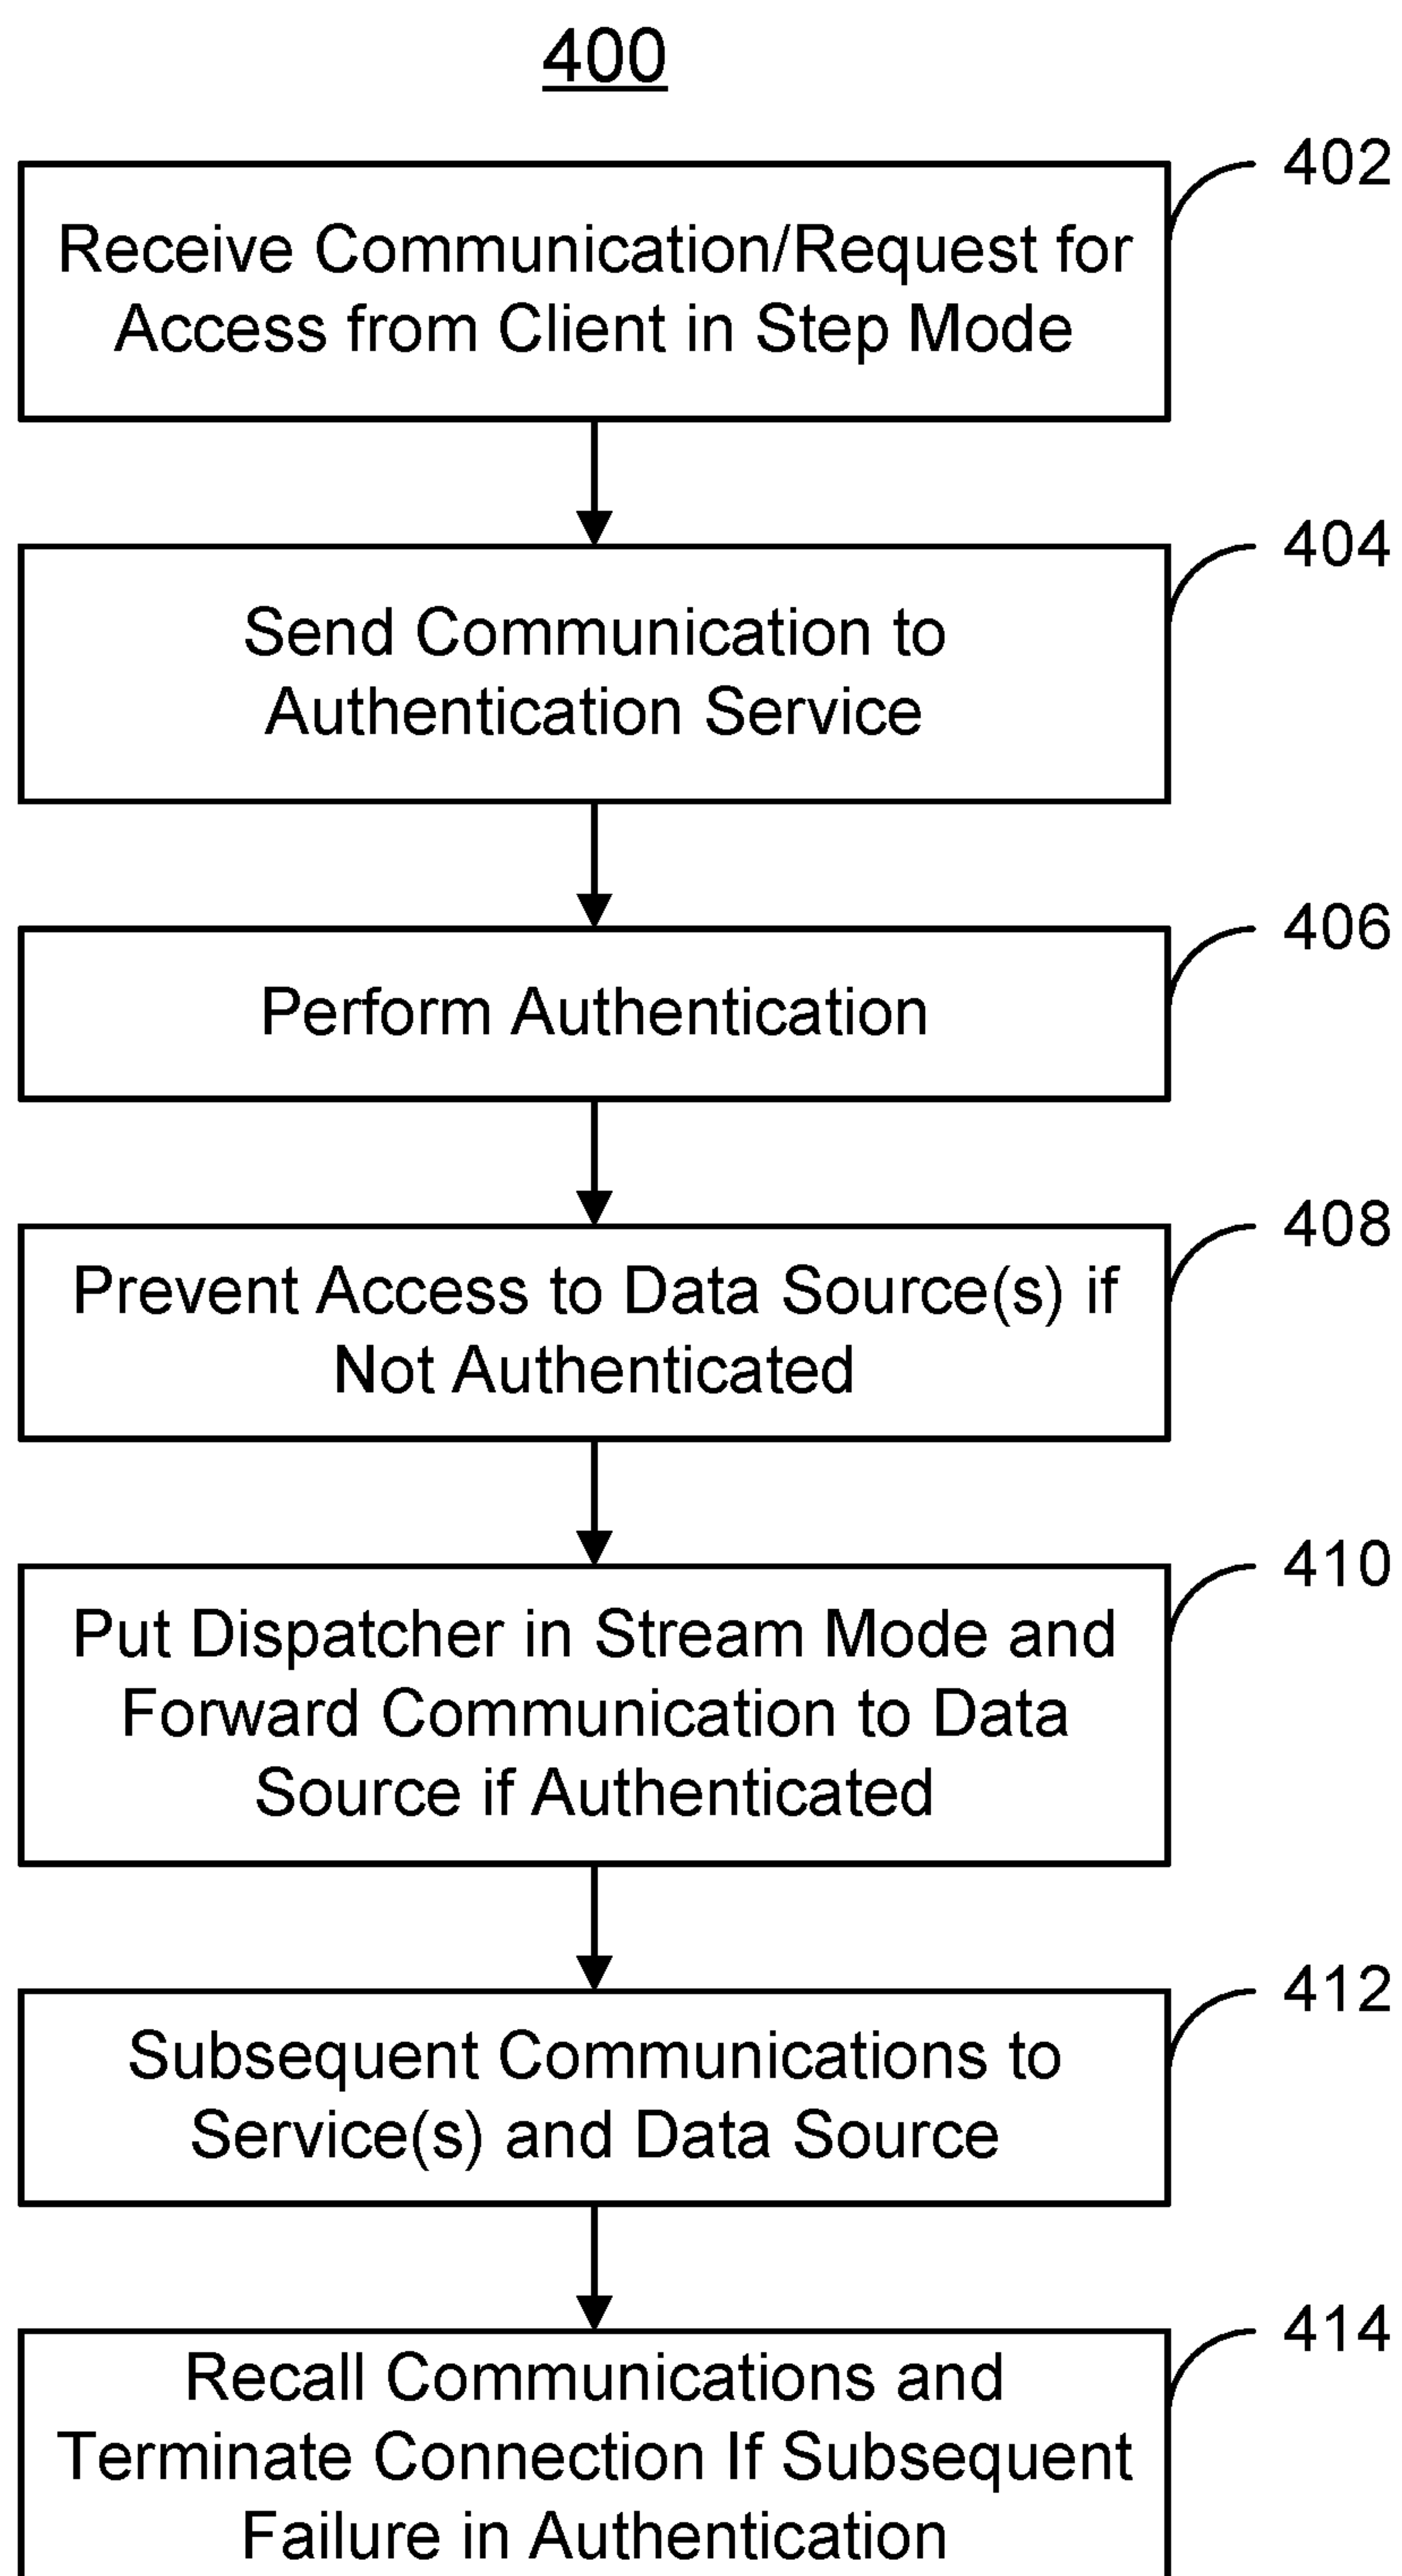 400
402
Receive Communication/Request for
Access from Client in Step Mode
404
Send Communication to
Authentication Service
406
Perform Authentication
408
Prevent Access to Data Source(s) if
Not Authenticated
410
Put Dispatcher in Stream Mode and
Forward Communication to Data
Source if Authenticated
412
Subsequent Communications to
Service(s) and Data Source
414
Recall Communications and
Terminate Connection If Subsequent
Failure in Authentication